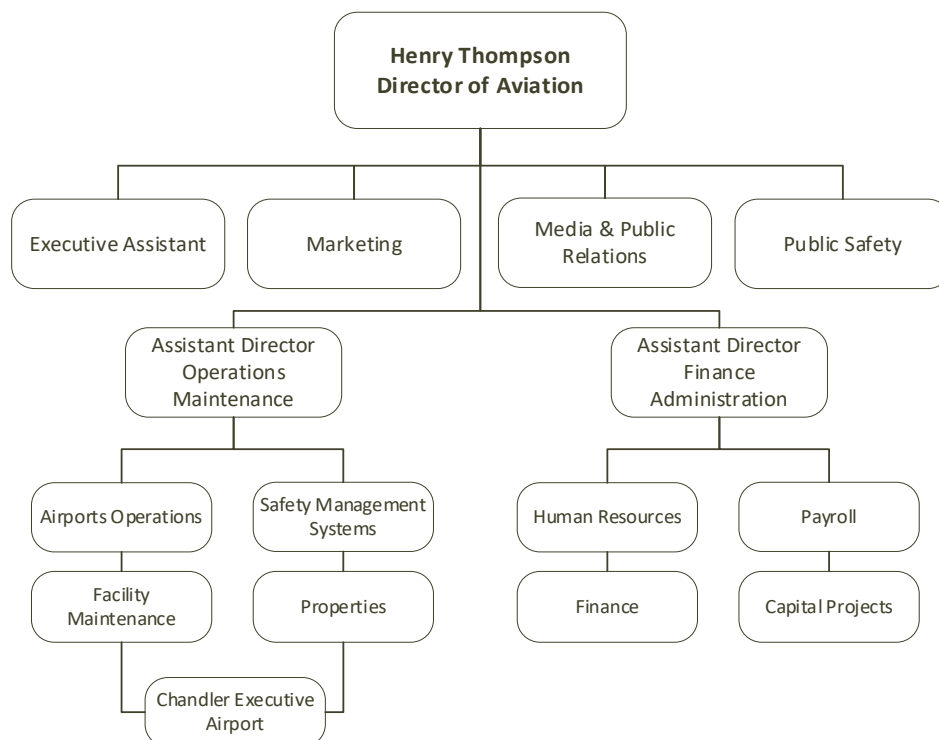 Henry Thompson
Director of Aviation
Executive Assistant
Marketing
Media & Public
Relations
Public Safety
Assistant Director
Operations
Maintenance
Assistant Director
Finance
Administration
Airports Operations
Safety Management
Systems
Human Resources
Payroll
Facility
Maintenance
Properties
Finance
Capital Projects
Chandler Executive
Airport